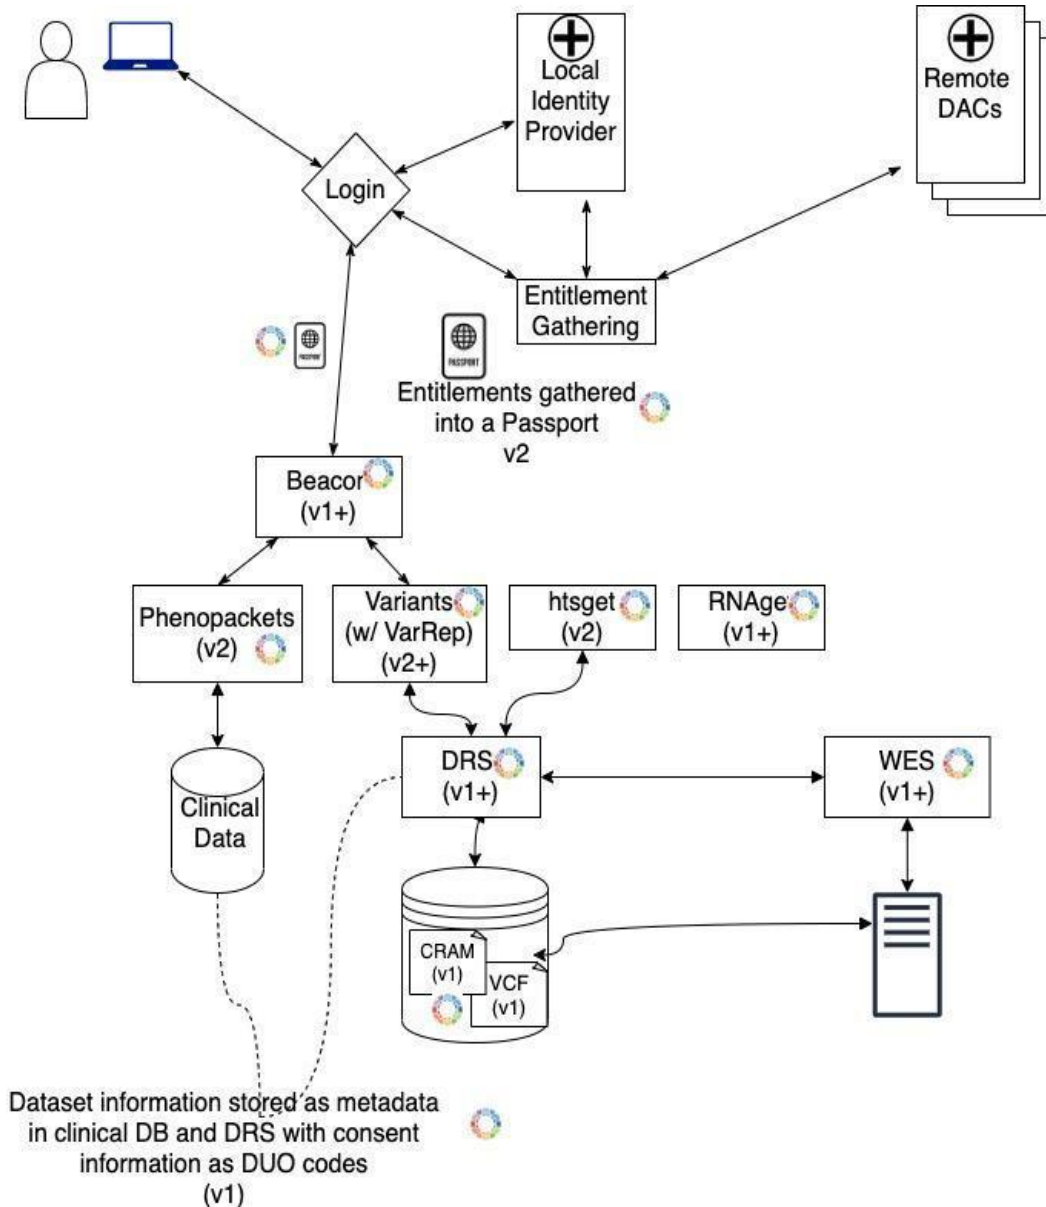 Local
Identity
Provider
Remote
DACs
Login
Entitlement
Gathering
PASSPORT
PASSPORT
Entitlements gathered
into a Passport
v2
Beacon
(v1+)
Phenopackets
(v2)
Variants
(w/ VarRep)
(v2+)
htsget
(v2)
RNAget
(v1+)
DRS
(v1+)
WES
(v1+)
Clinical
Data
CRAM
(v1)
VCF
(v1)
Dataset information stored as metadata
in clinical DB and DRS with consent
information as DUO codes
(v1)